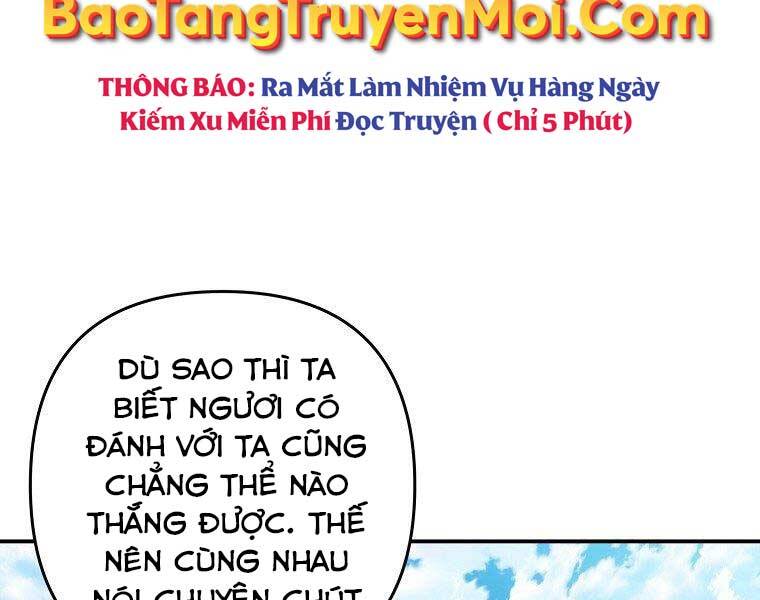 BaoTangTruyenMoi.Com
THÔNG BÁO: Ra Mắt Làm Nhiệm Vụ Hàng Ngày
Kiếm Xu Miễn Phí Đọc Truyện ( Chỉ 5 Phút)
DÙ SAO THÌ TA
BIẾT NGƯƠI CÓ
ĐÁNH VỚI TA CŨNG
CHẲNG THỂ NÀO
THẮNG ĐƯỢC. THẾ
NÊN CÙNG NHAU
NÓI CHUYỆN CHÚT